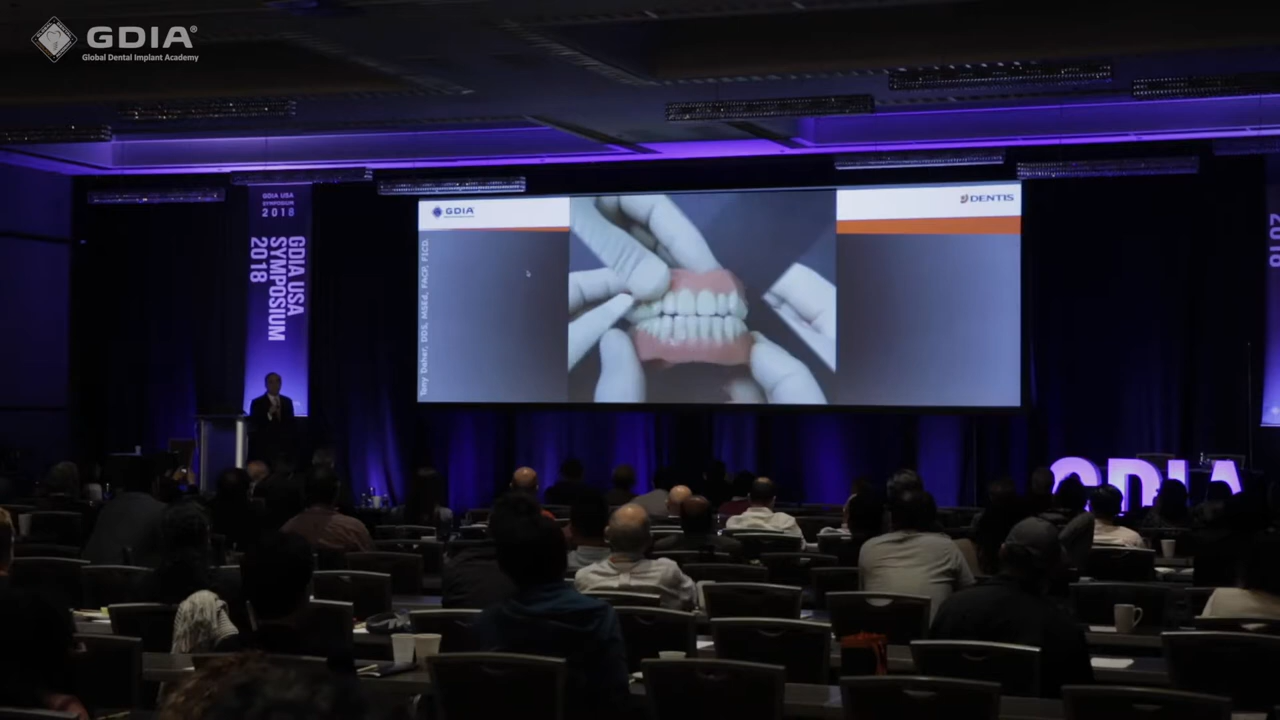 GDIA®
Global Dental Implant Academy
GDIA USA
SYMPOSIUM
2018
GDIA USA
SYMPOSIUM
2018
GDIA
DENTIS
Tony Daher, DDS, MSEd, FACP, FICD.
2018
GDIA